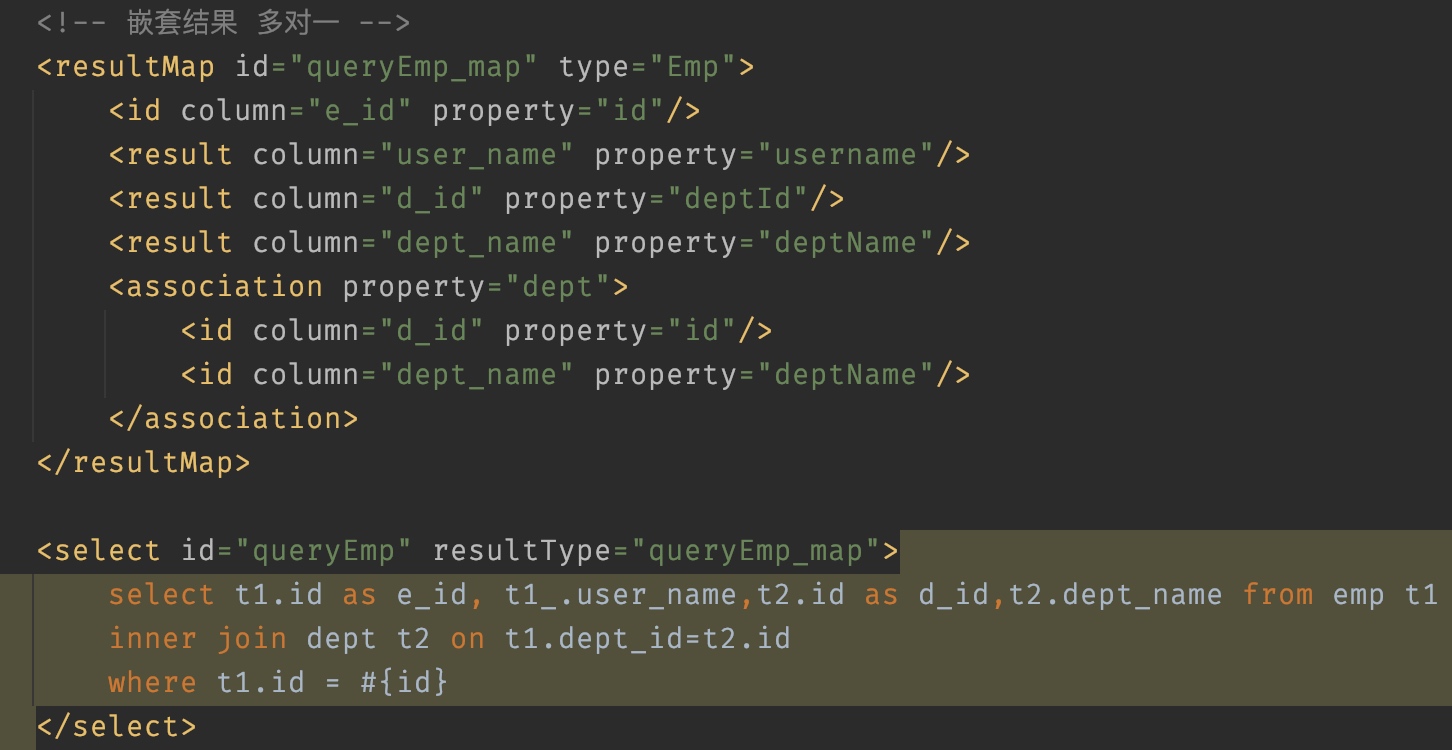 <!-- 嵌套结果 多对一 -->
<resultMap id="queryEmp_map" type="Emp">
<id column="e_id" property="id"/>
<result column="user_name" property="username"/>
<result column="d_id" property="deptId"/>
<result column="dept_name" property="deptName"/>
<association property="dept">
<id column="d_id" property="id"/>
<id column="dept_name" property="deptName"/>
</association>
</resultMap>
<select id="queryEmp" resultType="queryEmp_map">
select t1.id as e_id, t1_.user_name,t2.id as d_id,t2.dept_name from emp t1
inner join dept t2 on t1.dept_id=t2.id
where t1.id = #{id}
</select>